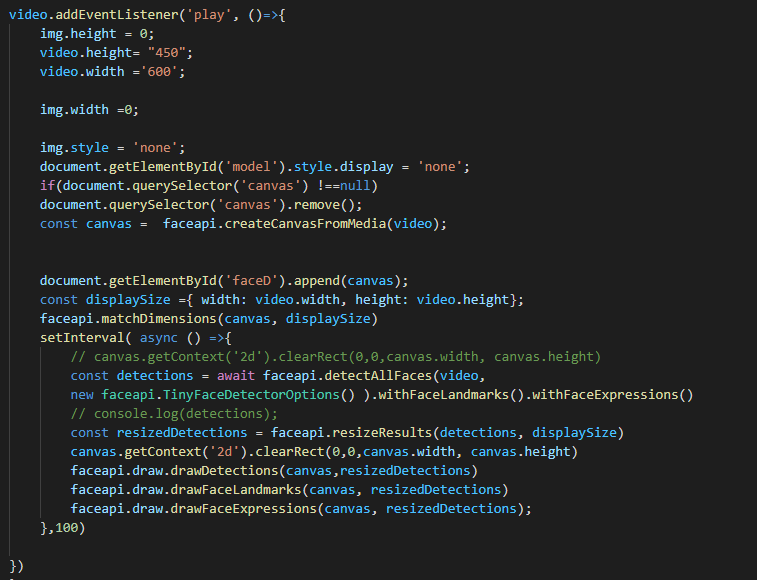 video.addEventListener('play', ()=>{
    img.height = 0;
    video.height= "450";
    video.width ='600';
    img.width =0;
    img.style = 'none';
    document.getElementById('model').style.display = 'none';
    if(document.querySelector('canvas') !==null)
    document.querySelector('canvas').remove();
    const canvas =  faceapi.createCanvasFromMedia(video);
    document.getElementById('faceD').append(canvas);
    const displaySize ={ width: video.width, height: video.height};
    faceapi.matchDimensions(canvas, displaySize)
    setInterval( async () =>{
        // canvas.getContext('2d').clearRect(0,0,canvas.width, canvas.height)
        const detections = await faceapi.detectAllFaces(video,
        new faceapi.TinyFaceDetectorOptions() ).withFaceLandmarks().withFaceExpressions()
        // console.log(detections);
        const resizedDetections = faceapi.resizeResults(detections, displaySize)
        canvas.getContext('2d').clearRect(0,0,canvas.width, canvas.height)
        faceapi.draw.drawDetections(canvas,resizedDetections)
        faceapi.draw.drawFaceLandmarks(canvas, resizedDetections)
        faceapi.draw.drawFaceExpressions(canvas, resizedDetections);
    },100)
})